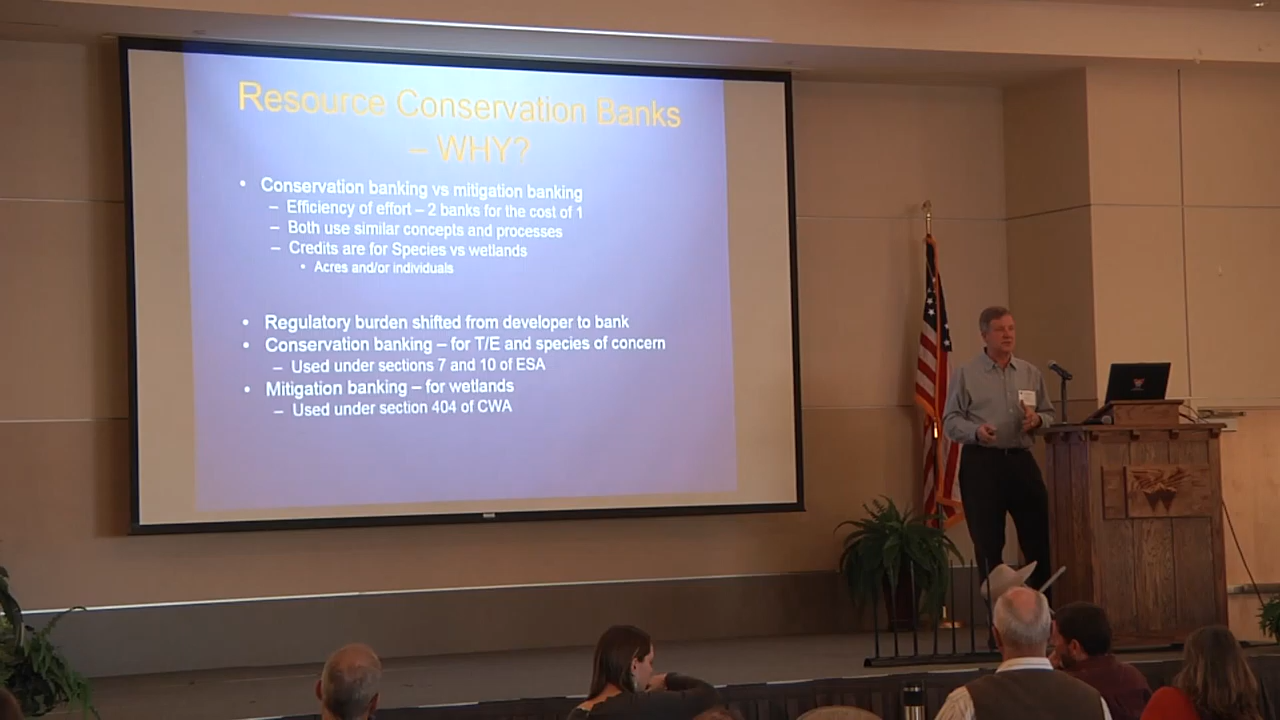 Resource Conservation Banks
– WHY?
• Conservation banking vs mitigation banking
– Efficiency of effort – 2 banks for the cost of 1
– Both use similar concepts and processes
– Credits are for Species vs wetlands
• Acres and/or individuals
• Regulatory burden shifted from developer to bank
• Conservation banking – for T/E and species of concern
– Used under sections 7 and 10 of ESA
• Mitigation banking – for wetlands
– Used under section 404 of CWA